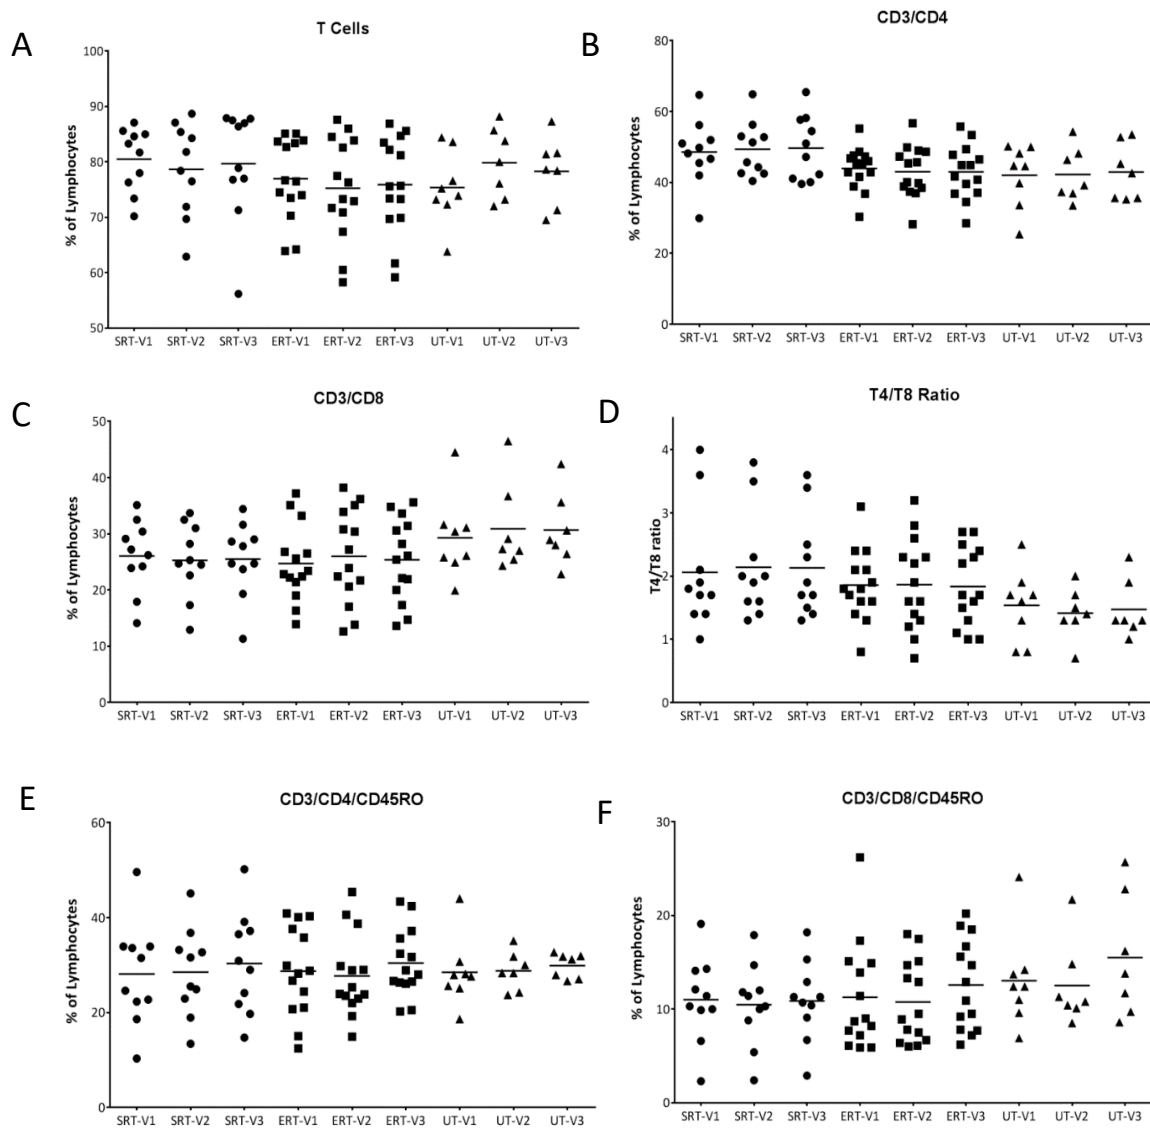 A
T Cells
% of Lymphocytes
100
90
80
70
60
50
SRT-V1 SRT-V2 SRT-V3 ERT-V1 ERT-V2 ERT-V3 UT-V1 UT-V2 UT-V3
B
CD3/CD4
% of Lymphocytes
80
60
40
20
0
SRT-V1 SRT-V2 SRT-V3 ERT-V1 ERT-V2 ERT-V3 UT-V1 UT-V2 UT-V3
C
CD3/CD8
% of Lymphocytes
50
40
30
20
10
0
SRT-V1 SRT-V2 SRT-V3 ERT-V1 ERT-V2 ERT-V3 UT-V1 UT-V2 UT-V3
D
T4/T8 Ratio
T4/T8 ratio
4
3
2
1
0
SRT-V1 SRT-V2 SRT-V3 ERT-V1 ERT-V2 ERT-V3 UT-V1 UT-V2 UT-V3
E
CD3/CD4/CD45RO
% of Lymphocytes
60
40
20
0
SRT-V1 SRT-V2 SRT-V3 ERT-V1 ERT-V2 ERT-V3 UT-V1 UT-V2 UT-V3
F
CD3/CD8/CD45RO
% of Lymphocytes
30
20
10
0
SRT-V1 SRT-V2 SRT-V3 ERT-V1 ERT-V2 ERT-V3 UT-V1 UT-V2 UT-V3